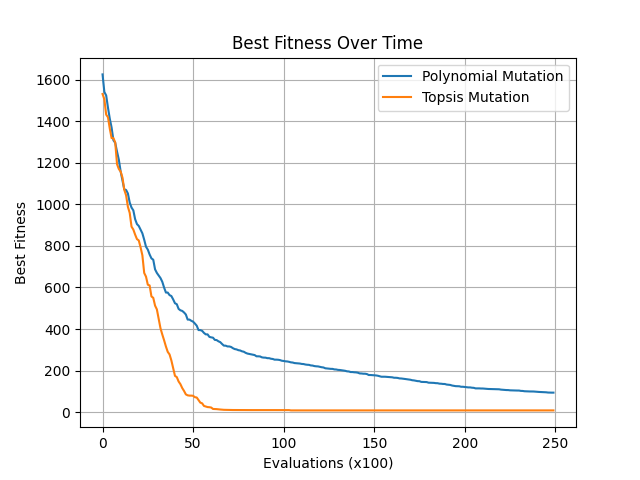 Best Fitness Over Time
Polynomial Mutation
Topsis Mutation
1600
1400
1200
1000
800
600
400
200
0
Best Fitness
0 50 100 150 200 250
Evaluations (x100)